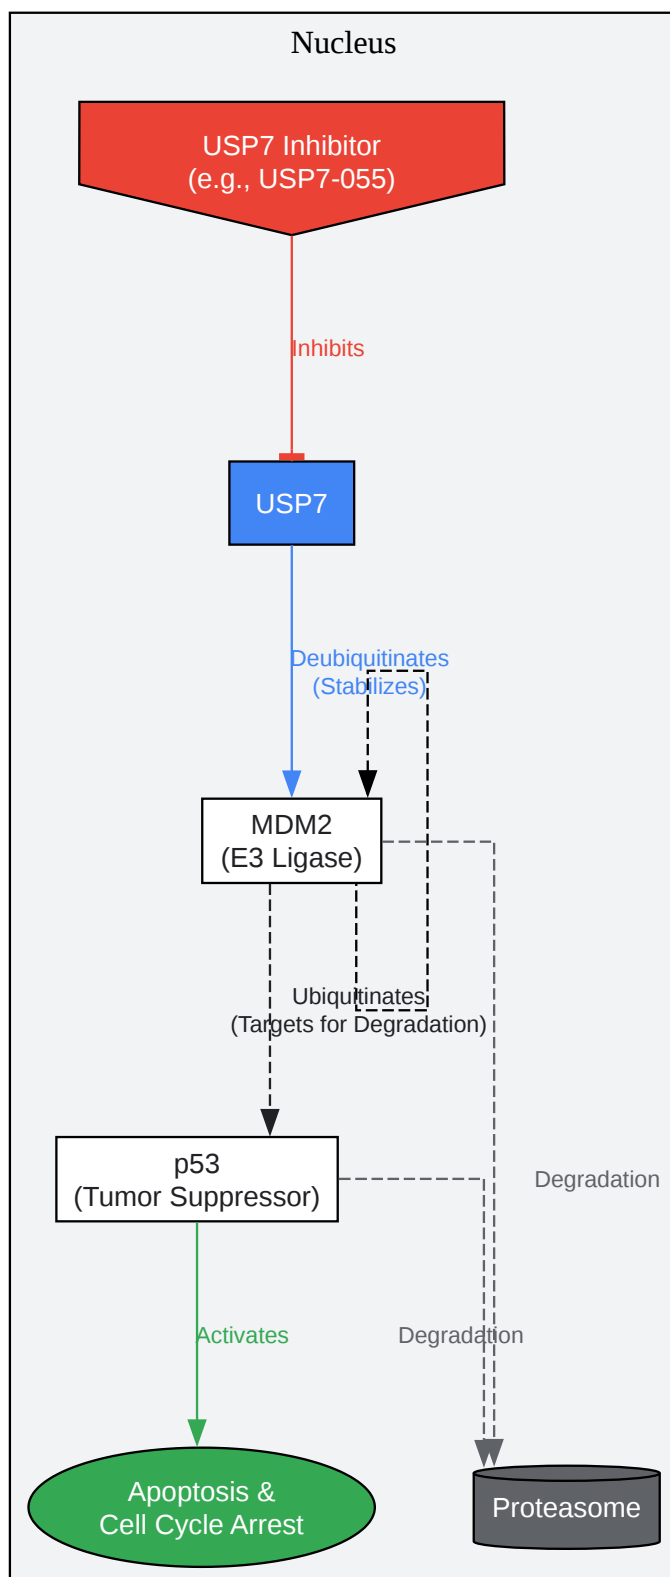 Nucleus
USP7 Inhibitor
(e.g., USP7-055)
Inhibits
USP7
Deubiquitinates
(Stabilizes)
MDM2
(E3 Ligase)
Ubiquitinates
(Targets for Degradation)
p53
(Tumor Suppressor)
Degradation
Activates
Degradation
Apoptosis &
Cell Cycle Arrest
Proteasome